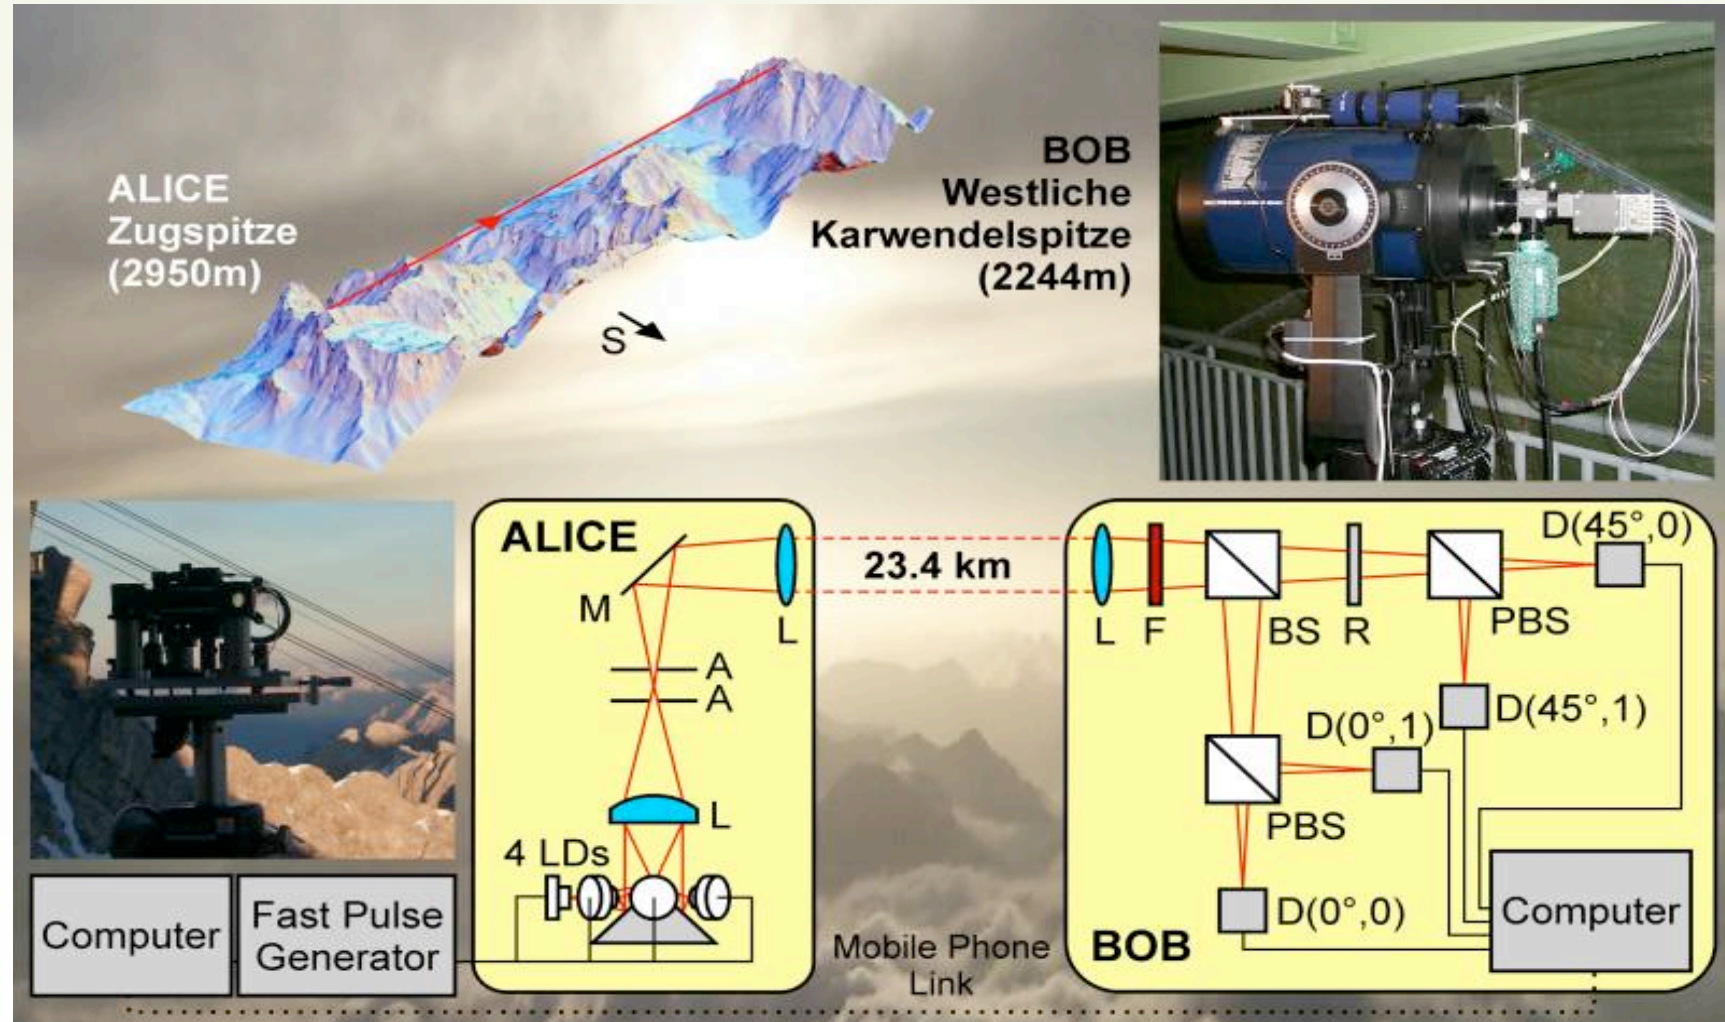 ALICE
Zugspitze
(2950m)
BOB
Westliche
Karwendelspitze
(2244m)
S
ALICE
M
L
A
A
L
4 LDs
23.4 km
Computer
Fast Pulse
Generator
Mobile Phone
Link
L
F
BS
R
PBS
D(45°,0)
D(45°,1)
D(0°,1)
PBS
D(0°,0)
BOB
Computer